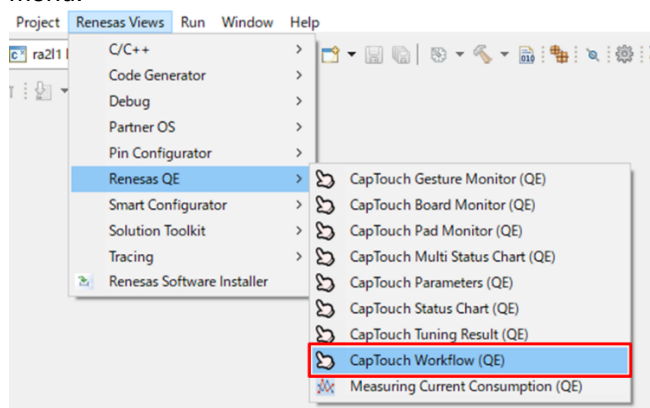 menu.
Project Renesas Views Run Window Help
ra2l1
C/C++ >
Code Generator >
Debug >
Partner OS >
Pin Configurator >
Renesas QE >
Smart Configurator >
Solution Toolkit >
Tracing >
Renesas Software Installer
CapTouch Gesture Monitor (QE)
CapTouch Board Monitor (QE)
CapTouch Pad Monitor (QE)
CapTouch Multi Status Chart (QE)
CapTouch Parameters (QE)
CapTouch Status Chart (QE)
CapTouch Tuning Result (QE)
CapTouch Workflow (QE)
Measuring Current Consumption (QE)